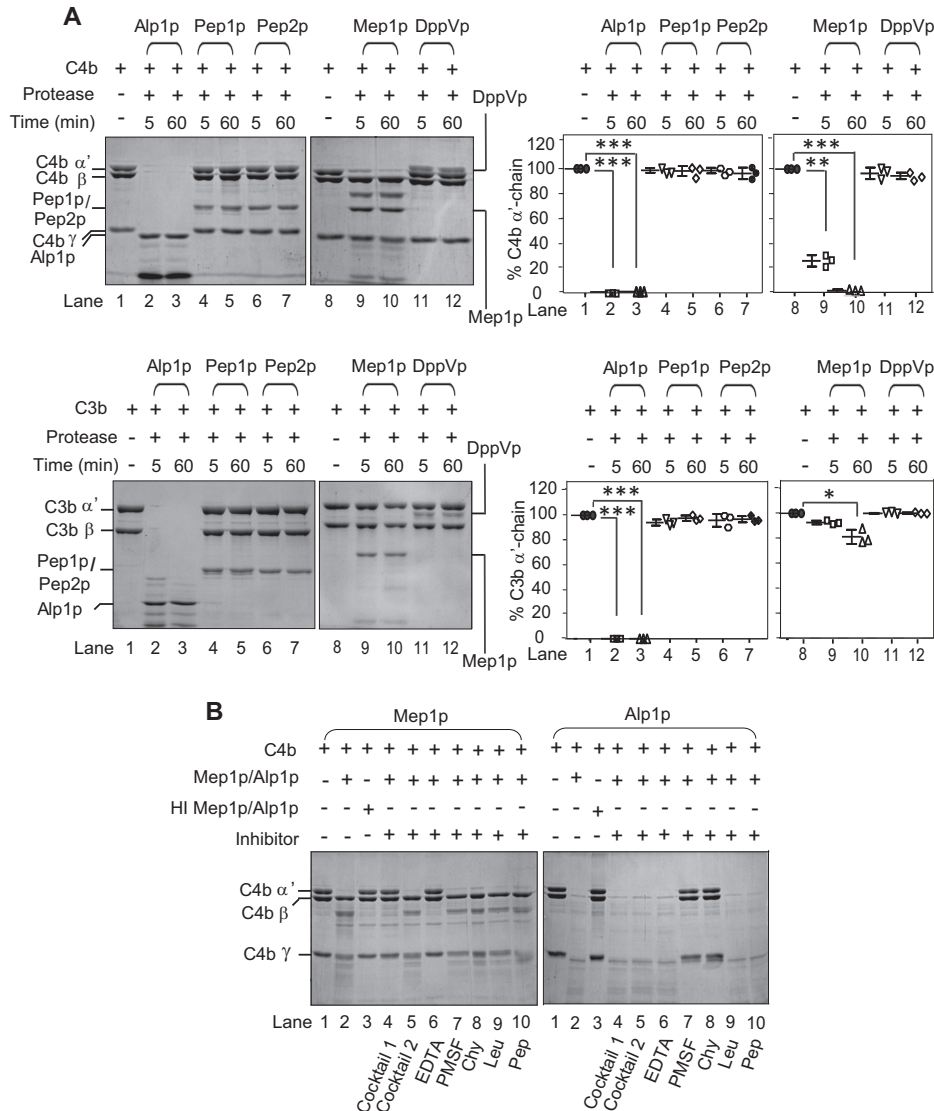 A
Alp1p Pep1p Pep2p Mep1p DppVp Alp1p Pep1p Pep2p Mep1p DppVp
C4b + + + + + + + + + + + + + + + + + + + + + + + +
Protease - + + + + + + - + + + + - + + + + + + - + + + +
DppVp
Time (min) 5 60 5 60 5 60 5 60 5 60 5 60 5 60 5 60 5 60 5 60
C4b α’
C4b β
Pep1p/
Pep2p
C4b γ
Alp1p
Mep1p
% C4b α’-chain
120
100
80
60
40
20
0
*** ***
*** **
Lane 1 2 3 4 5 6 7 8 9 10 11 12 Lane 1 2 3 4 5 6 7 8 9 10 11 12
Alp1p Pep1p Pep2p Mep1p DppVp Alp1p Pep1p Pep2p Mep1p DppVp
C3b + + + + + + + + + + + + + + + + + + + + + + + +
Protease - + + + + + + - + + + + - + + + + + + - + + + +
DppVp
Time (min) 5 60 5 60 5 60 5 60 5 60 5 60 5 60 5 60 5 60 5 60
C3b α’
C3b β
Pep1p/
Pep2p
Alp1p
Mep1p
% C3b α’-chain
120
100
80
60
40
20
0
*** *
***
Lane 1 2 3 4 5 6 7 8 9 10 11 12 Lane 1 2 3 4 5 6 7 8 9 10 11 12
B
Mep1p Alp1p
C4b + + + + + + + + + + + + + + + + + + + +
Mep1p/Alp1p - + - + + + + + + + - + - + + + + + + +
HI Mep1p/Alp1p - - + - - - - - - - - - + - - - - - - -
Inhibitor - - - + + + + + + + - - - + + + + + + +
C4b α’
C4b β
C4b γ
Lane 1 2 3 4 5 6 7 8 9 10 1 2 3 4 5 6 7 8 9 10
Cocktail 1 Cocktail 2 EDTA PMSF Chy Leu Pep Cocktail 1 Cocktail 2 EDTA PMSF Chy Leu Pep